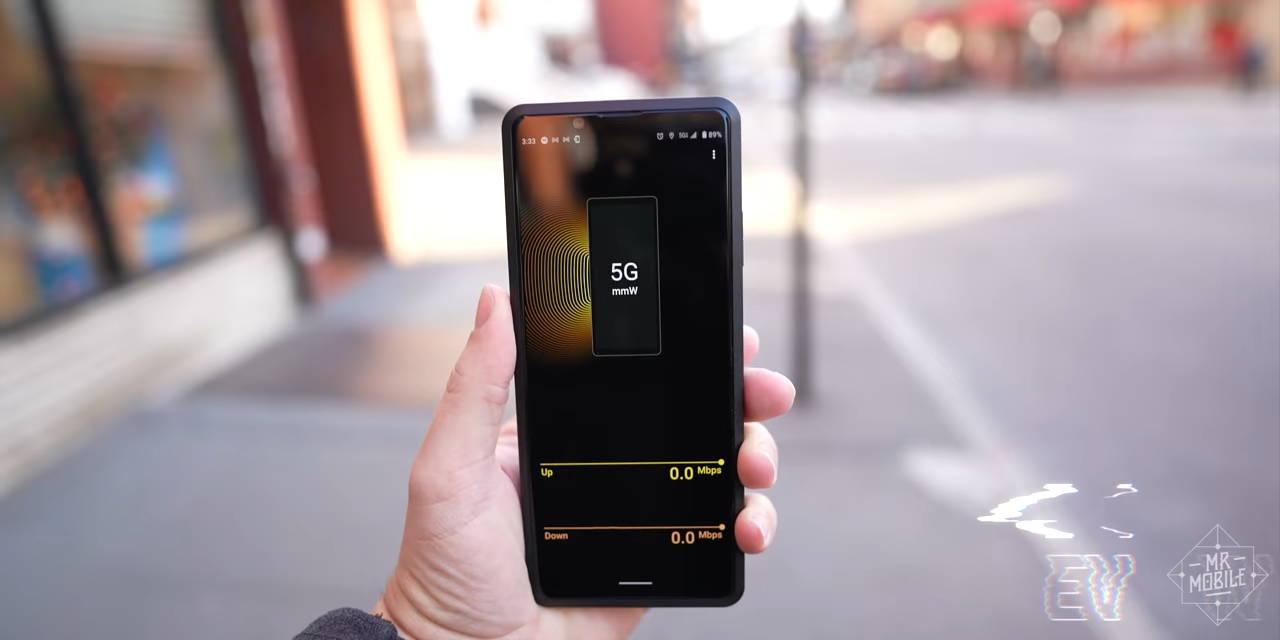 3:33
89%
5G
mmW
Up 0.0 Mbps
Down 0.0 Mbps
EV
MR
MOBILE